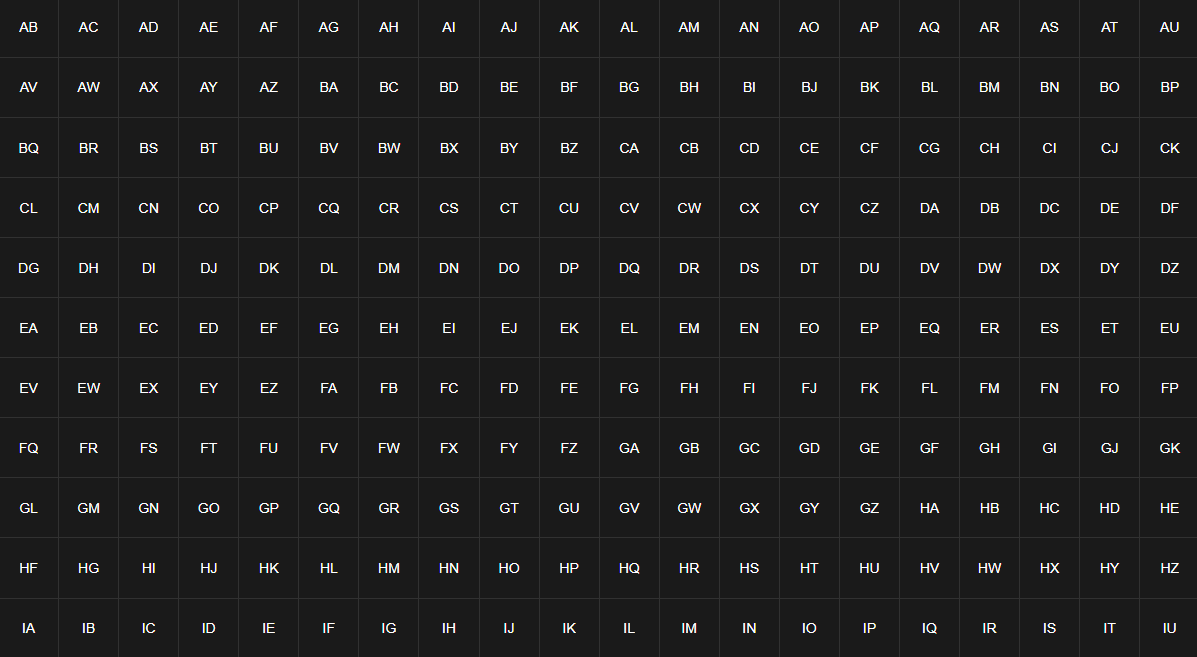 AB AC AD AE AF AG AH AI AJ AK AL AM AN AO AP AQ AR AS AT AU
AV AW AX AY AZ BA BC BD BE BF BG BH BI BJ BK BL BM BN BO BP
BQ BR BS BT BU BV BW BX BY BZ CA CB CD CE CF CG CH CI CJ CK
CL CM CN CO CP CQ CR CS CT CU CV CW CX CY CZ DA DB DC DE DF
DG DH DI DJ DK DL DM DN DO DP DQ DR DS DT DU DV DW DX DY DZ
EA EB EC ED EF EG EH EI EJ EK EL EM EN EO EP EQ ER ES ET EU
EV EW EX EY EZ FA FB FC FD FE FG FH FI FJ FK FL FM FN FO FP
FQ FR FS FT FU FV FW FX FY FZ GA GB GC GD GE GF GH GI GJ GK
GL GM GN GO GP GQ GR GS GT GU GV GW GX GY GZ HA HB HC HD HE
HF HG HI HJ HK HL HM HN HO HP HQ HR HS HT HU HV HW HX HY HZ
IA IB IC ID IE IF IG IH IJ IK IL IM IN IO IP IQ IR IS IT IU